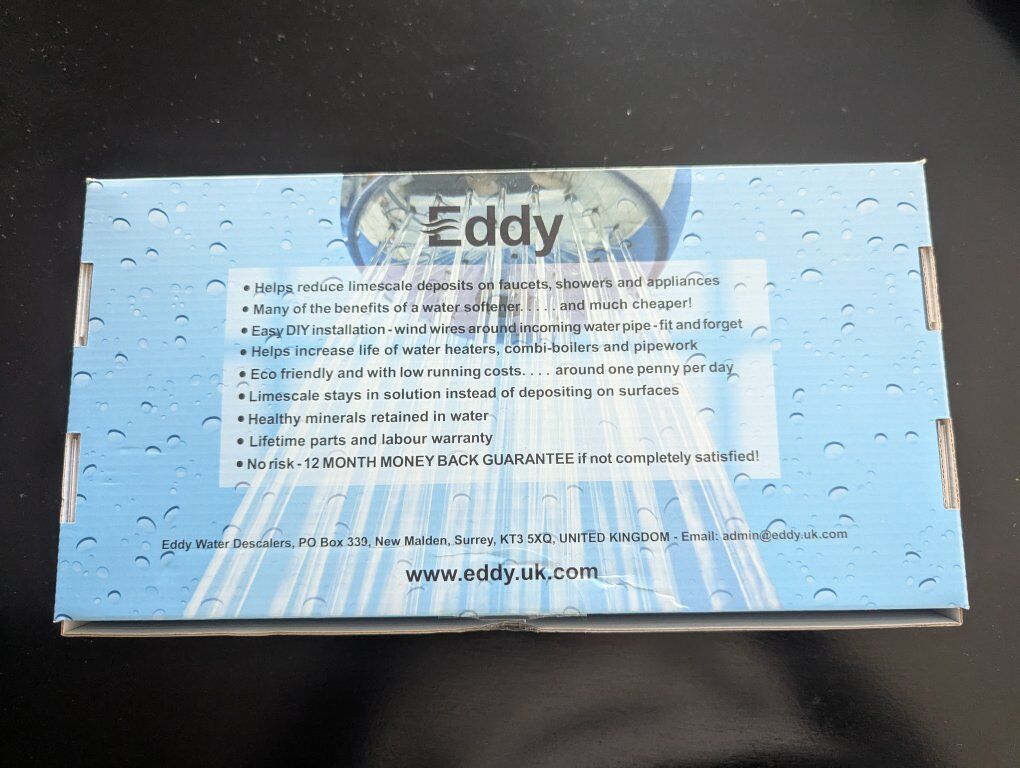 Eddy
• Helps reduce limescale deposits on faucets, showers and appliances
• Many of the benefits of a water softener. . . . and much cheaper!
• Easy DIY installation - wind wires around incoming water pipe - fit and forget
• Helps increase life of water heaters, combi-boilers and pipework
• Eco friendly and with low running costs. . . . around one penny per day
• Limescale stays in solution instead of depositing on surfaces
• Healthy minerals retained in water
• Lifetime parts and labour warranty
• No risk - 12 MONTH MONEY BACK GUARANTEE if not completely satisfied!
Eddy Water Descalers, PO Box 339, New Malden, Surrey, KT3 5XQ, UNITED KINGDOM - Email: admin@eddy.uk.com
www.eddy.uk.com